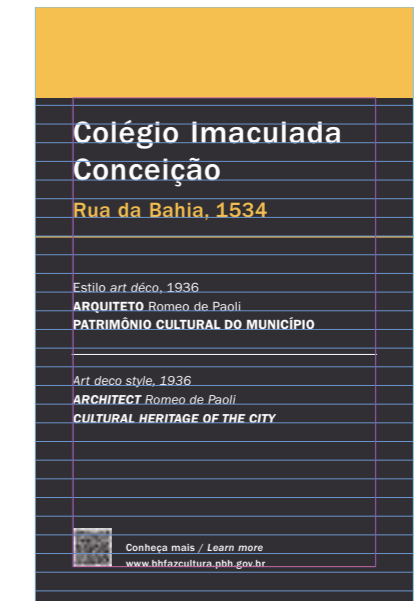 Colégio Imaculada
Conceição
Rua da Bahia, 1534
Estilo art déco, 1936
ARQUITETO Romeo de Paoli
PATRIMÔNIO CULTURAL DO MUNICÍPIO
Art deco style, 1936
ARCHITECT Romeo de Paoli
CULTURAL HERITAGE OF THE CITY
Conheça mais / Learn more
www.bhfazcultura.pbh.gov.br